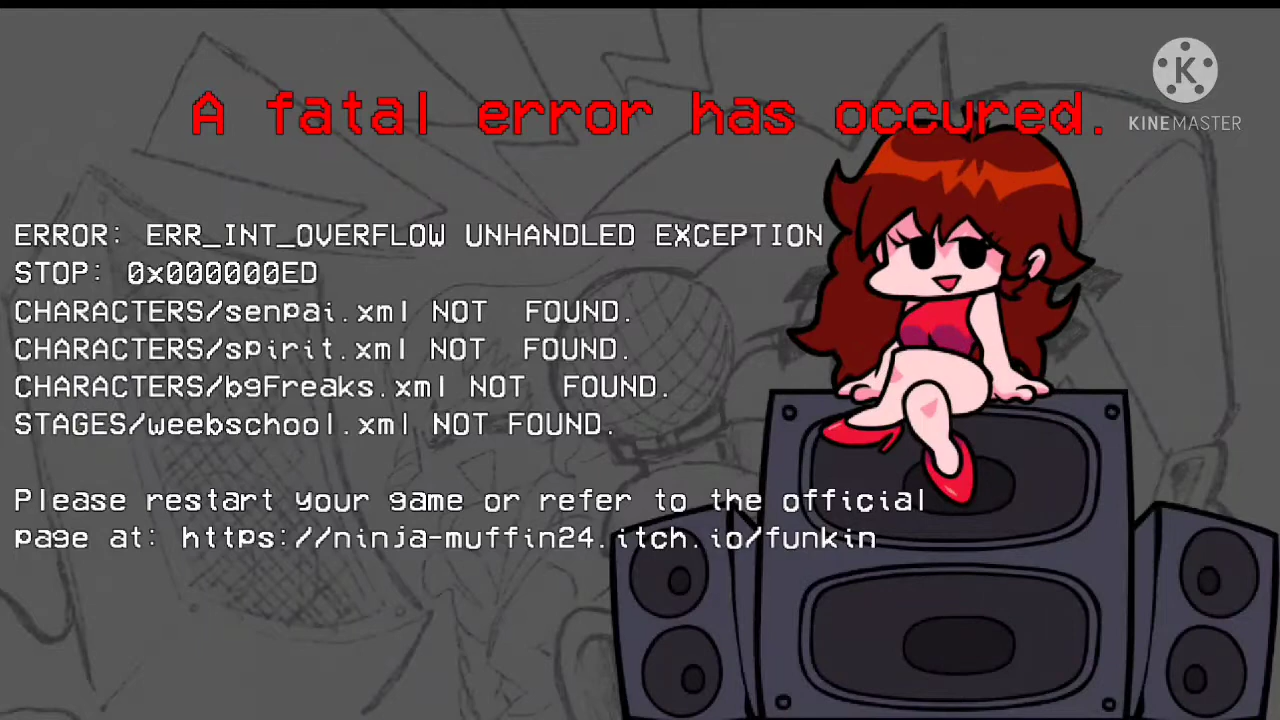 A fatal error has occured.
K
KINEMASTER
ERROR: ERR_INT_OVERFLOW UNHANDLED EXCEPTION
STOP: 0x000000ED
CHARACTERS/senpai.xml NOT FOUND.
CHARACTERS/spirit.xml NOT FOUND.
CHARACTERS/bgFreaks.xml NOT FOUND.
STAGES/weebschool.xml NOT FOUND.
Please restart your game or refer to the official
page at: https://ninja-muffin24.itch.io/funkin